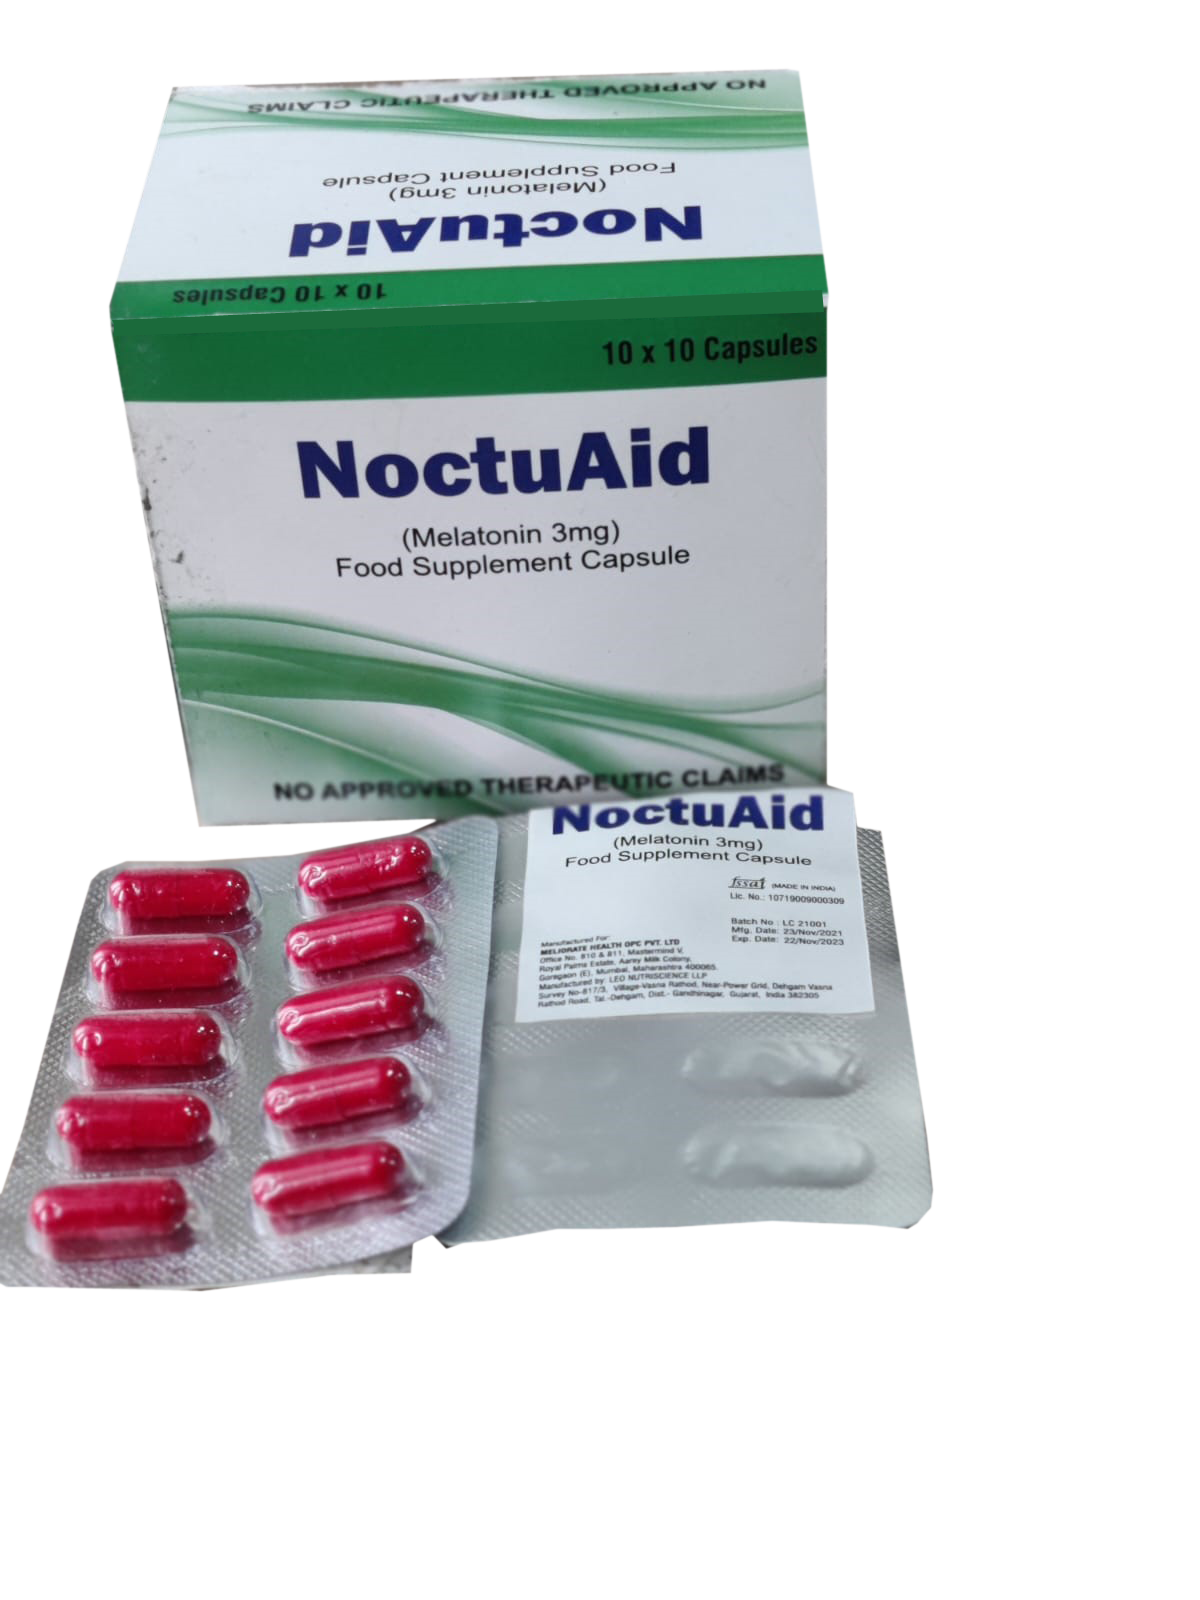 NO APPROVED THERAPEUTIC CLAIMS
Food Supplement Capsule
(Melatonin 3mg)
NoctuAid
10 x 10 Capsules
10 x 10 Capsules
NoctuAid
(Melatonin 3mg)
Food Supplement Capsule
NO APPROVED THERAPEUTIC CLAIMS
NoctuAid
(Melatonin 3mg)
Food Supplement Capsule
fssai (MADE IN INDIA)
Lic. No.: 10719009000309
Batch No : LC 21001
Mfg. Date: 23/Nov/2021
Exp. Date: 22/Nov/2023
Manufactured For:
MELIORATE HEALTH OPC PVT. LTD
Office No. 810 & 811, Mastermind V,
Royal Palms Estate, Aarey Milk Colony,
Goregaon (E), Mumbai, Maharashtra 400065.
Manufactured by: LEO NUTRISCIENCE LLP
Survey No-817/3, Village-Vasna Rathod, Near-Power Grid, Dehgam Vasna
Rathod Road, Tal.-Dehgam, Dist.- Gandhinagar, Gujarat, India 382305